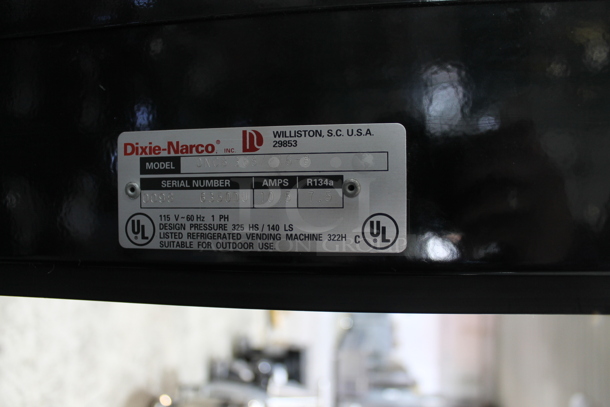 Dixie-Narco® INC. WILLISTON, S.C. U.S.A.
29853
MODEL
SERIAL NUMBER AMPS R134a
115 V~60 Hz 1 PH
DESIGN PRESSURE 325 HS / 140 LS
LISTED REFRIGERATED VENDING MACHINE 322H
SUITABLE FOR OUTDOOR USE
UL
C UL